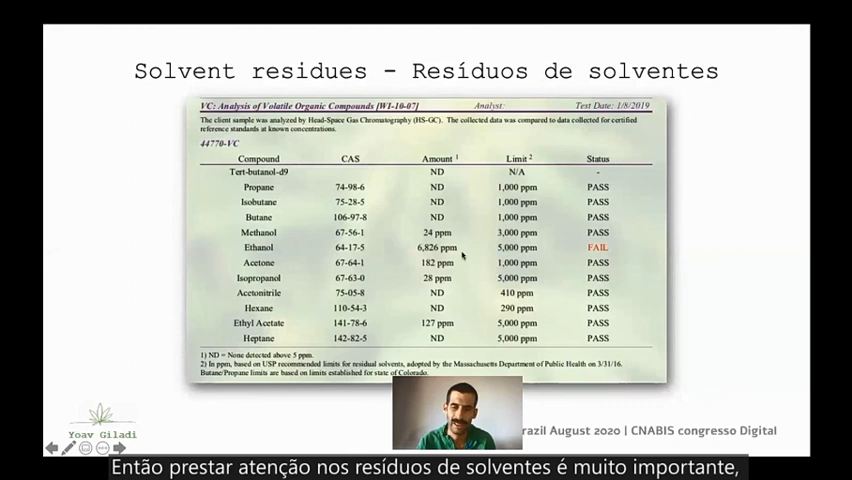 Solvent residues - Resíduos de solventes
VC: Analysis of Volatile Organic Compounds [WI-10-07] Analyst: Test Date: 1/8/2019
The client sample was analyzed by Head-Space Gas Chromatography (HS-GC). The collected data was compared to data collected for certified
reference standards at known concentrations.
44770-VC
Compound CAS Amount 1 Limit 2 Status
Tert-butanol-d9 ND N/A -
Propane 74-98-6 ND 1,000 ppm PASS
Isobutane 75-28-5 ND 1,000 ppm PASS
Butane 106-97-8 ND 1,000 ppm PASS
Methanol 67-56-1 24 ppm 3,000 ppm PASS
Ethanol 64-17-5 6,826 ppm 5,000 ppm FAIL
Acetone 67-64-1 182 ppm 1,000 ppm PASS
Isopropanol 67-63-0 28 ppm 5,000 ppm PASS
Acetonitrile 75-05-8 ND 410 ppm PASS
Hexane 110-54-3 ND 290 ppm PASS
Ethyl Acetate 141-78-6 127 ppm 5,000 ppm PASS
Heptane 142-82-5 ND 5,000 ppm PASS
1) ND = None detected above 5 ppm.
2) In ppm, based on USP recommended limits for residual solvents, adopted by the Massachusetts Department of Public Health on 3/31/16.
Butane/Propane limits are based on limits established for state of Colorado.
Yoav Giladi
razil August 2020 | CNABIS congresso Digital
Então prestar atenção nos resíduos de solventes é muito importante,